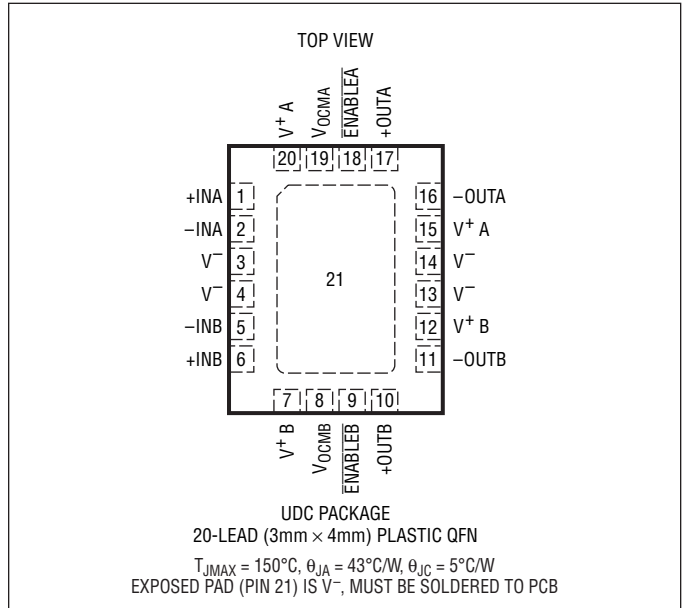 TOP VIEW
V+ A
VOCMA
ENABLEA
+OUTA
20 19 18 17
+INA 1
–INA 2
V– 3
V– 4
–INB 5
+INB 6
21
16 –OUTA
15 V+ A
14 V–
13 V–
12 V+ B
11 –OUTB
7 8 9 10
V+ B
VOCMB
ENABLEB
+OUTB
UDC PACKAGE
20-LEAD (3mm × 4mm) PLASTIC QFN
TJMAX = 150°C, θJA = 43°C/W, θJC = 5°C/W
EXPOSED PAD (PIN 21) IS V–, MUST BE SOLDERED TO PCB